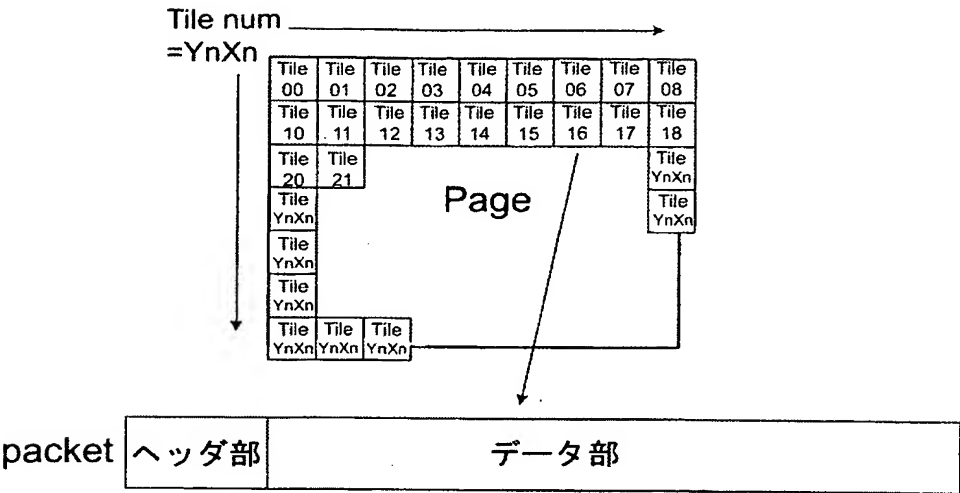 Tile num
=YnXn
Tile 00 Tile 01 Tile 02 Tile 03 Tile 04 Tile 05 Tile 06 Tile 07 Tile 08
Tile 10 Tile 11 Tile 12 Tile 13 Tile 14 Tile 15 Tile 16 Tile 17 Tile 18
Tile 20 Tile 21 Tile YnXn
Page
Tile YnXn Tile YnXn
Tile YnXn
Tile YnXn
Tile YnXn Tile YnXn Tile YnXn
packet ヘッダ部 データ部